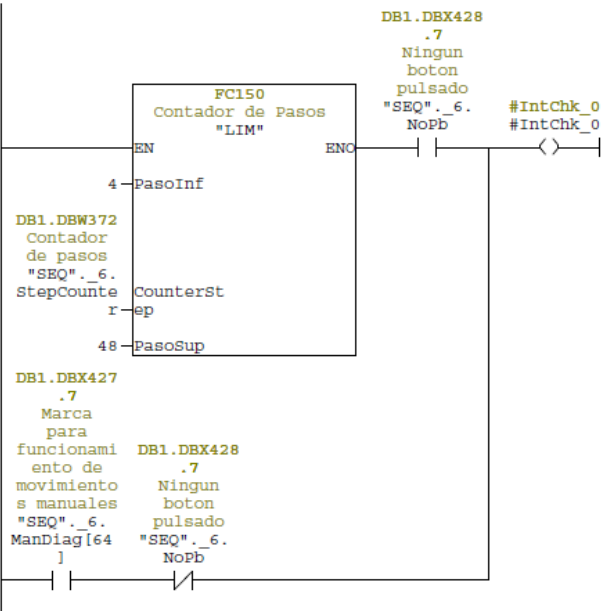 DB1.DBX428
.7
Ningun
boton
pulsado
"SEQ"._6.
NoPb
#IntChk_0
#IntChk_0
FC150
Contador de Pasos
"LIM"
EN
ENO
4
PasoInf
DB1.DBW372
Contador
de pasos
"SEQ"._6.
StepCounte
r
CounterSt
ep
48
PasoSup
DB1.DBX427
.7
Marca
para
funcionami
ento de
movimiento
s manuales
"SEQ"._6.
ManDiag[64
]
DB1.DBX428
.7
Ningun
boton
pulsado
"SEQ"._6.
NoPb